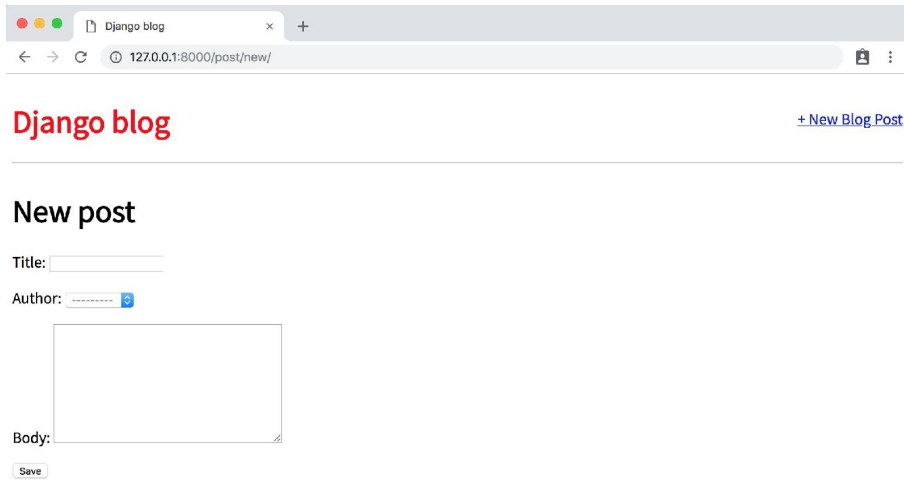 Django blog
127.0.0.1:8000/post/new/
Django blog
+ New Blog Post
New post
Title:
Author: ---------
Body:
Save